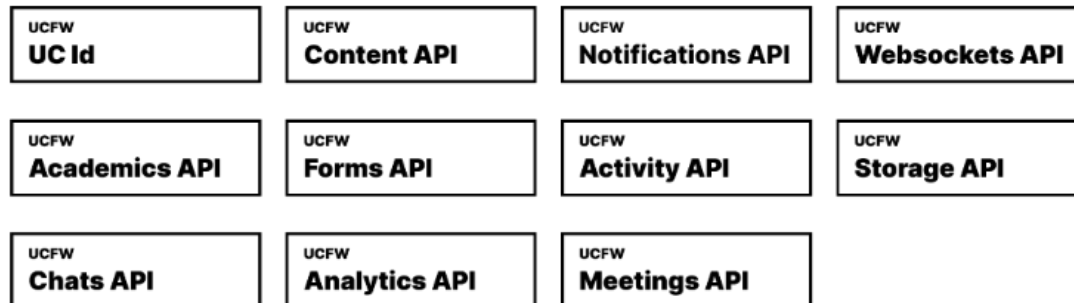 UCFW
UC Id
UCFW
Content API
UCFW
Notifications API
UCFW
Websockets API
UCFW
Academics API
UCFW
Forms API
UCFW
Activity API
UCFW
Storage API
UCFW
Chats API
UCFW
Analytics API
UCFW
Meetings API